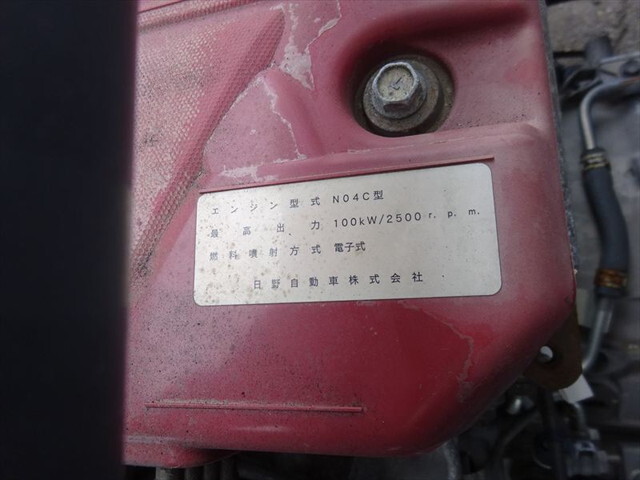 エンジン型式 N04C型
最高出力 100kW/2500r.p.m.
燃料噴射方式 電子式
日野自動車株式会社